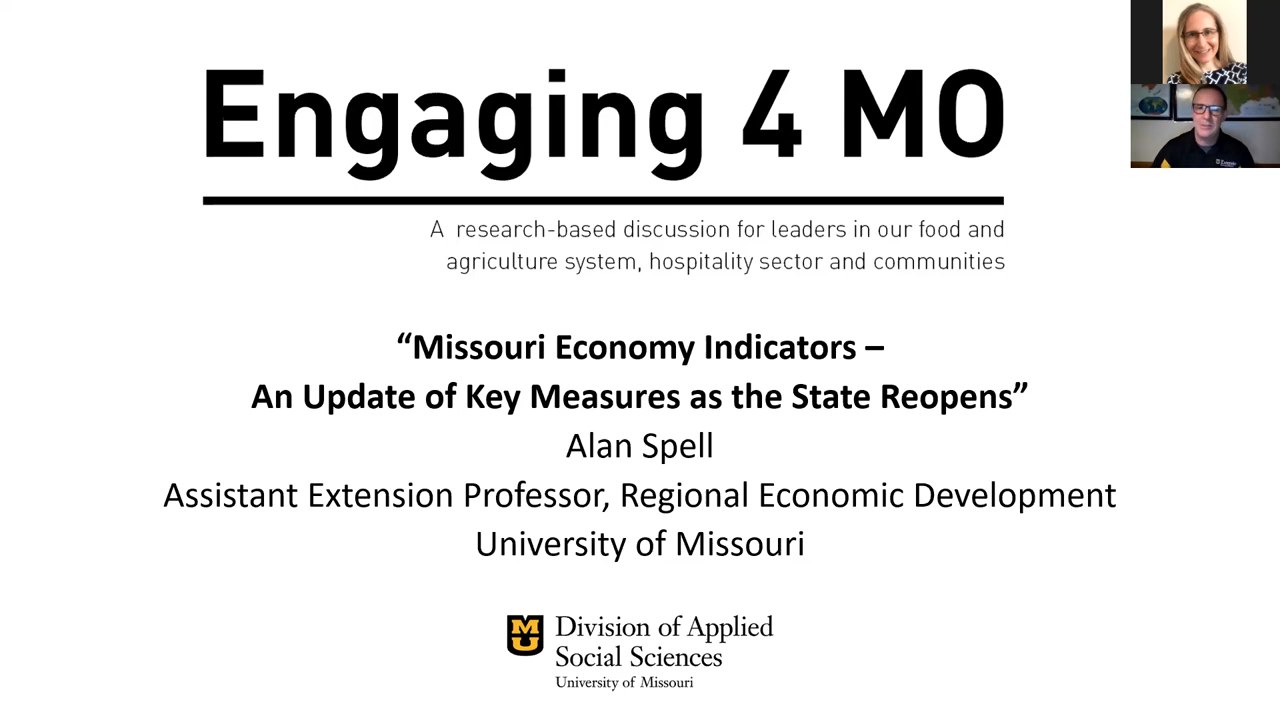 Engaging 4 MO
A research-based discussion for leaders in our food and
agriculture system, hospitality sector and communities
“Missouri Economy Indicators –
An Update of Key Measures as the State Reopens”
Alan Spell
Assistant Extension Professor, Regional Economic Development
University of Missouri
MU
Division of Applied
Social Sciences
University of Missouri